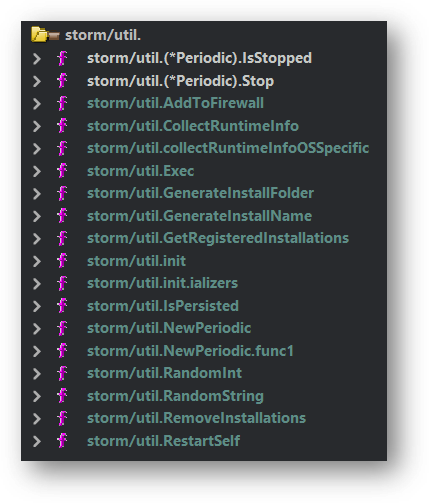 storm/util.
storm/util.(*Periodic).IsStopped
storm/util.(*Periodic).Stop
storm/util.AddToFirewall
storm/util.CollectRuntimeInfo
storm/util.collectRuntimeInfoOSSpecific
storm/util.Exec
storm/util.GenerateInstallFolder
storm/util.GenerateInstallName
storm/util.GetRegisteredInstallations
storm/util.init
storm/util.init.ializers
storm/util.IsPersisted
storm/util.NewPeriodic
storm/util.NewPeriodic.func1
storm/util.RandomInt
storm/util.RandomString
storm/util.RemoveInstallations
storm/util.RestartSelf